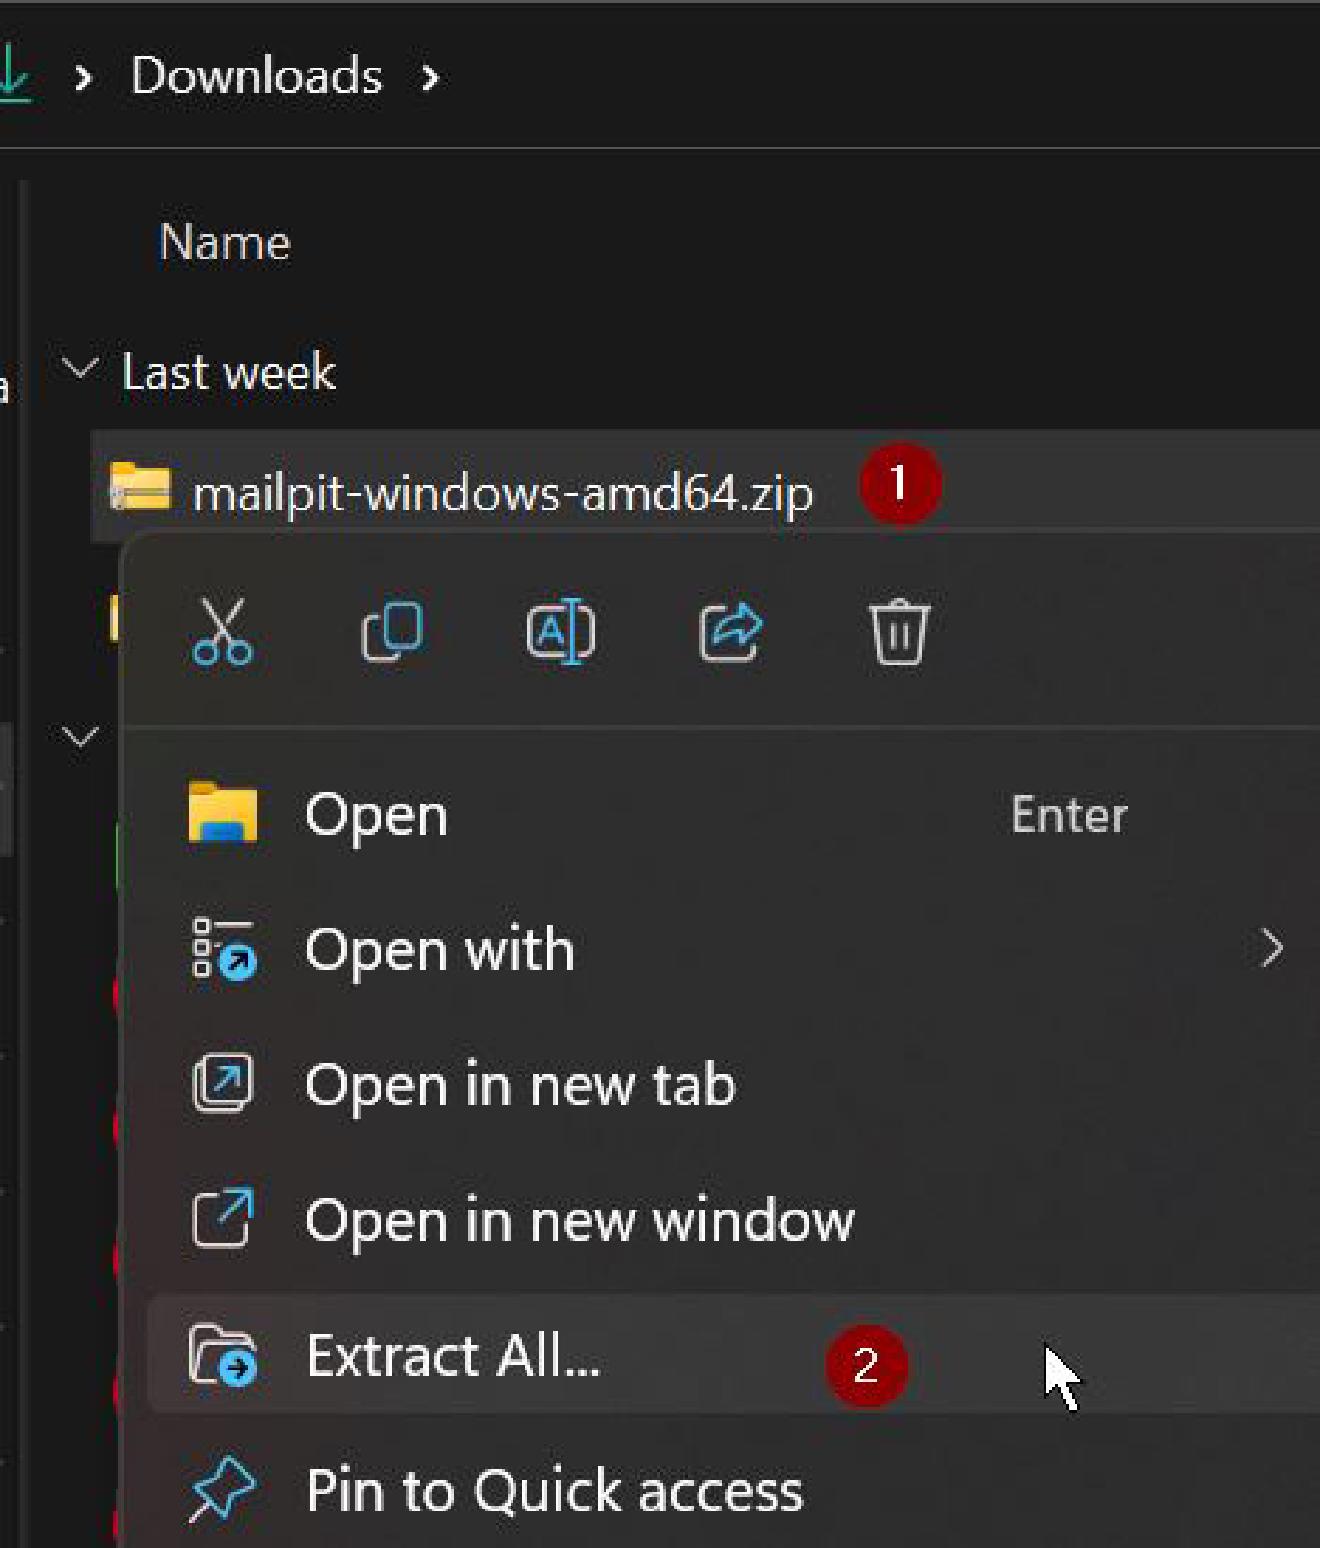 Downloads
Name
Last week
a
mailpit-windows-amd64.zip 1
A
Open Enter
Open with
Open in new tab
Open in new window
Extract All... 2
Pin to Quick access